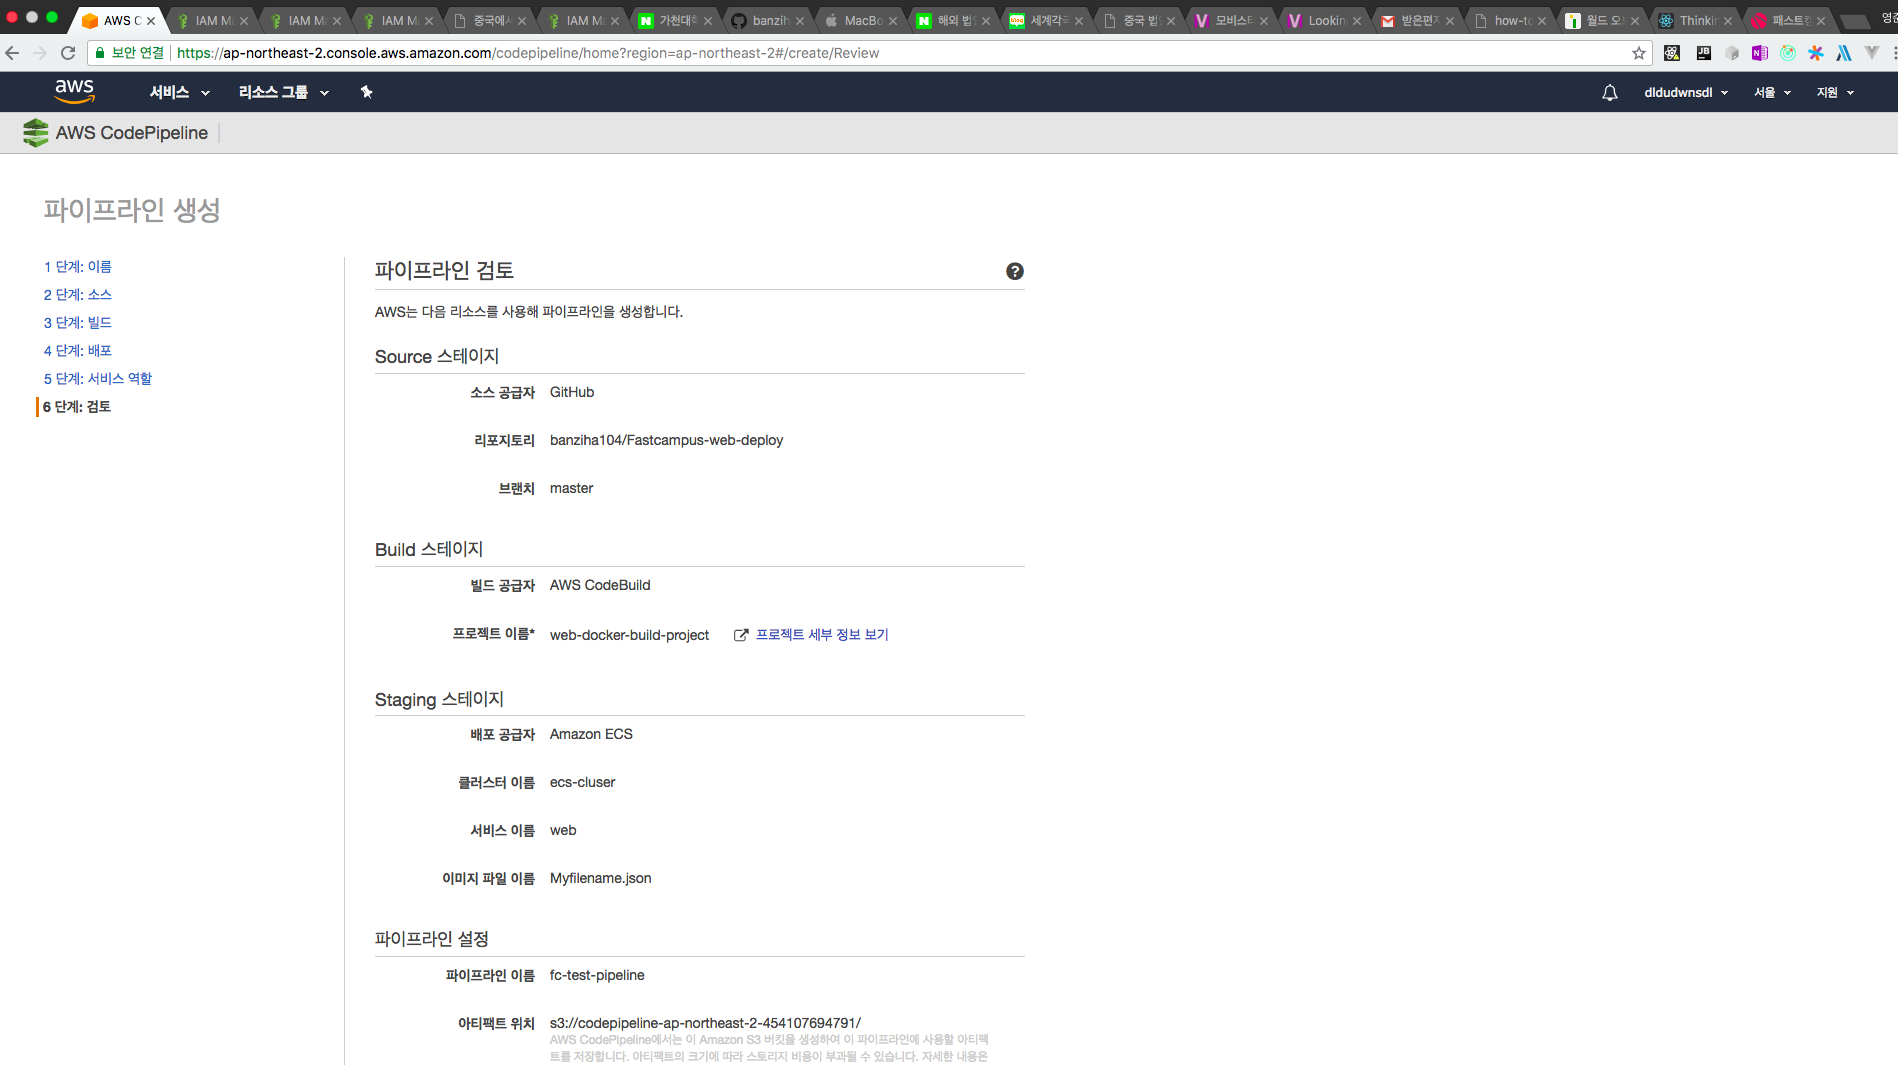 AWS C
IAM Ma
IAM Ma
IAM Ma
중국에서
IAM Ma
가천대학
banzih
MacBo
해외 법인
세계각국
중국 법인
모비스타
Lookin
받은편지
how-to
월드 오
Thinkin
패스트캠
영준
보안 연결
https://ap-northeast-2.console.aws.amazon.com/codepipeline/home?region=ap-northeast-2#/create/Review
aws
서비스
리소스 그룹
dldudwnsdl
서울
지원
AWS CodePipeline
파이프라인 생성
1 단계: 이름
2 단계: 소스
3 단계: 빌드
4 단계: 배포
5 단계: 서비스 역할
6 단계: 검토
파이프라인 검토
AWS는 다음 리소스를 사용해 파이프라인을 생성합니다.
Source 스테이지
소스 공급자 GitHub
리포지토리 banziha104/Fastcampus-web-deploy
브랜치 master
Build 스테이지
빌드 공급자 AWS CodeBuild
프로젝트 이름* web-docker-build-project 프로젝트 세부 정보 보기
Staging 스테이지
배포 공급자 Amazon ECS
클러스터 이름 ecs-cluser
서비스 이름 web
이미지 파일 이름 Myfilename.json
파이프라인 설정
파이프라인 이름 fc-test-pipeline
아티팩트 위치 s3://codepipeline-ap-northeast-2-454107694791/
AWS CodePipeline에서는 이 Amazon S3 버킷을 생성하여 이 파이프라인에 사용할 아티팩
트를 저장합니다. 아티팩트의 크기에 따라 스토리지 비용이 부과될 수 있습니다. 자세한 내용은